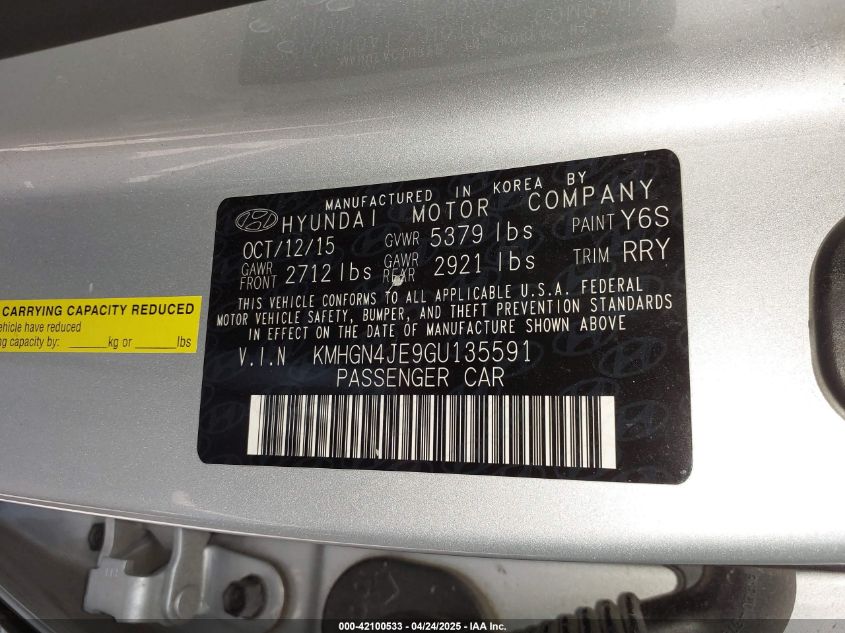 MANUFACTURED IN KOREA BY
HYUNDAI MOTOR COMPANY
OCT/12/15 GVWR 5379 lbs PAINT Y6S
GAWR FRONT 2712 lbs GAWR REAR 2921 lbs TRIM RRY
THIS VEHICLE CONFORMS TO ALL APPLICABLE U.S.A. FEDERAL
MOTOR VEHICLE SAFETY, BUMPER, AND THEFT PREVENTION STANDARDS
IN EFFECT ON THE DATE OF MANUFACTURE SHOWN ABOVE
V.I.N KMHGN4JE9GU135591
PASSENGER CAR
CARRYING CAPACITY REDUCED
ehicle have reduced
ng capacity by: ______kg or ______lbs
000-42100533 - 04/24/2025 - IAA Inc.